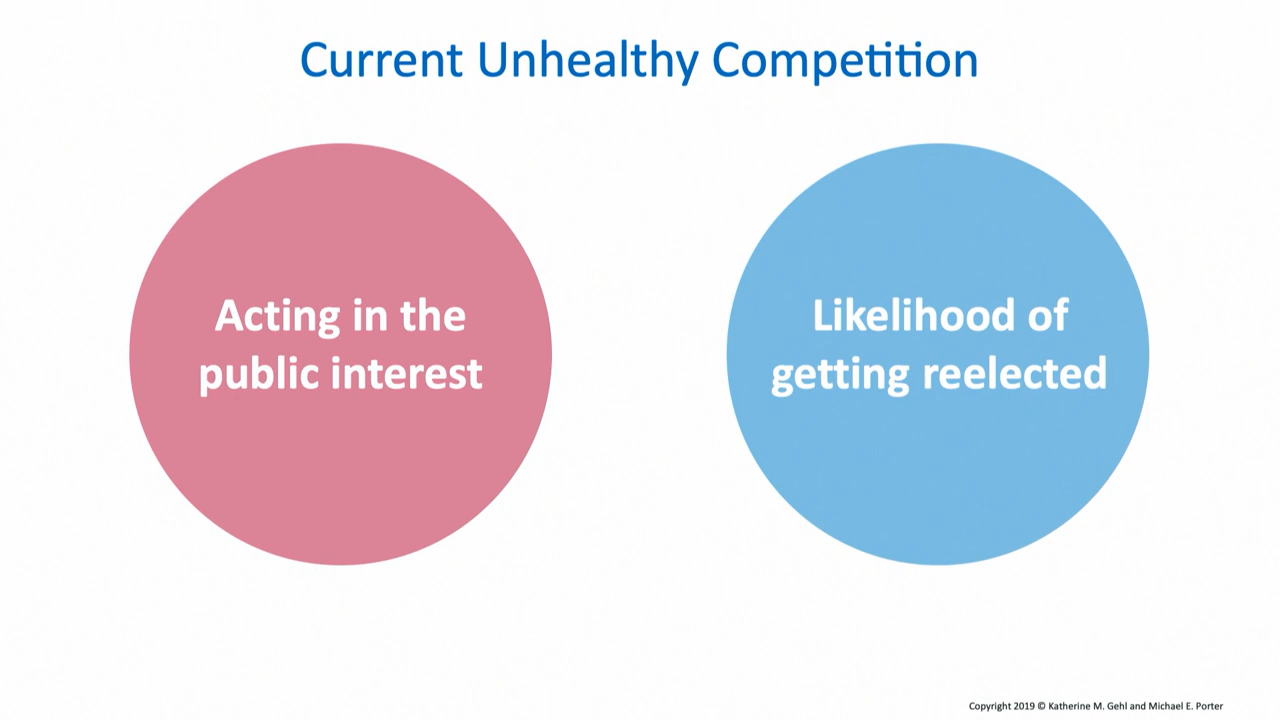 Current Unhealthy Competition
Acting in the
public interest
Likelihood of
getting reelected
Copyright 2019 © Katherine M. Gehl and Michael E. Porter